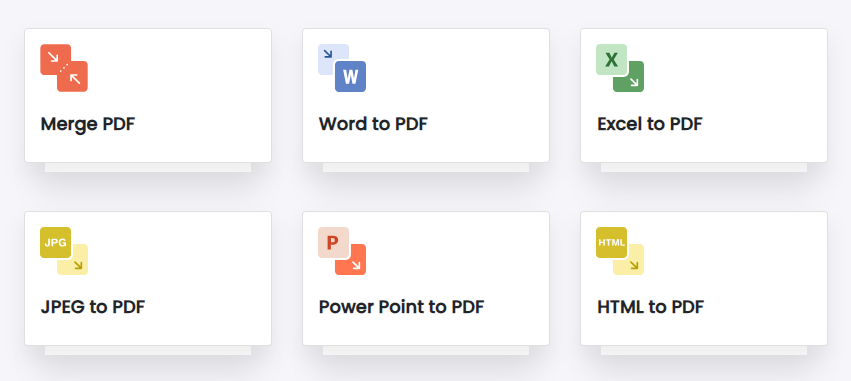 Merge PDF
W
Word to PDF
X
Excel to PDF
JPG
JPEG to PDF
P
Power Point to PDF
HTML
HTML to PDF